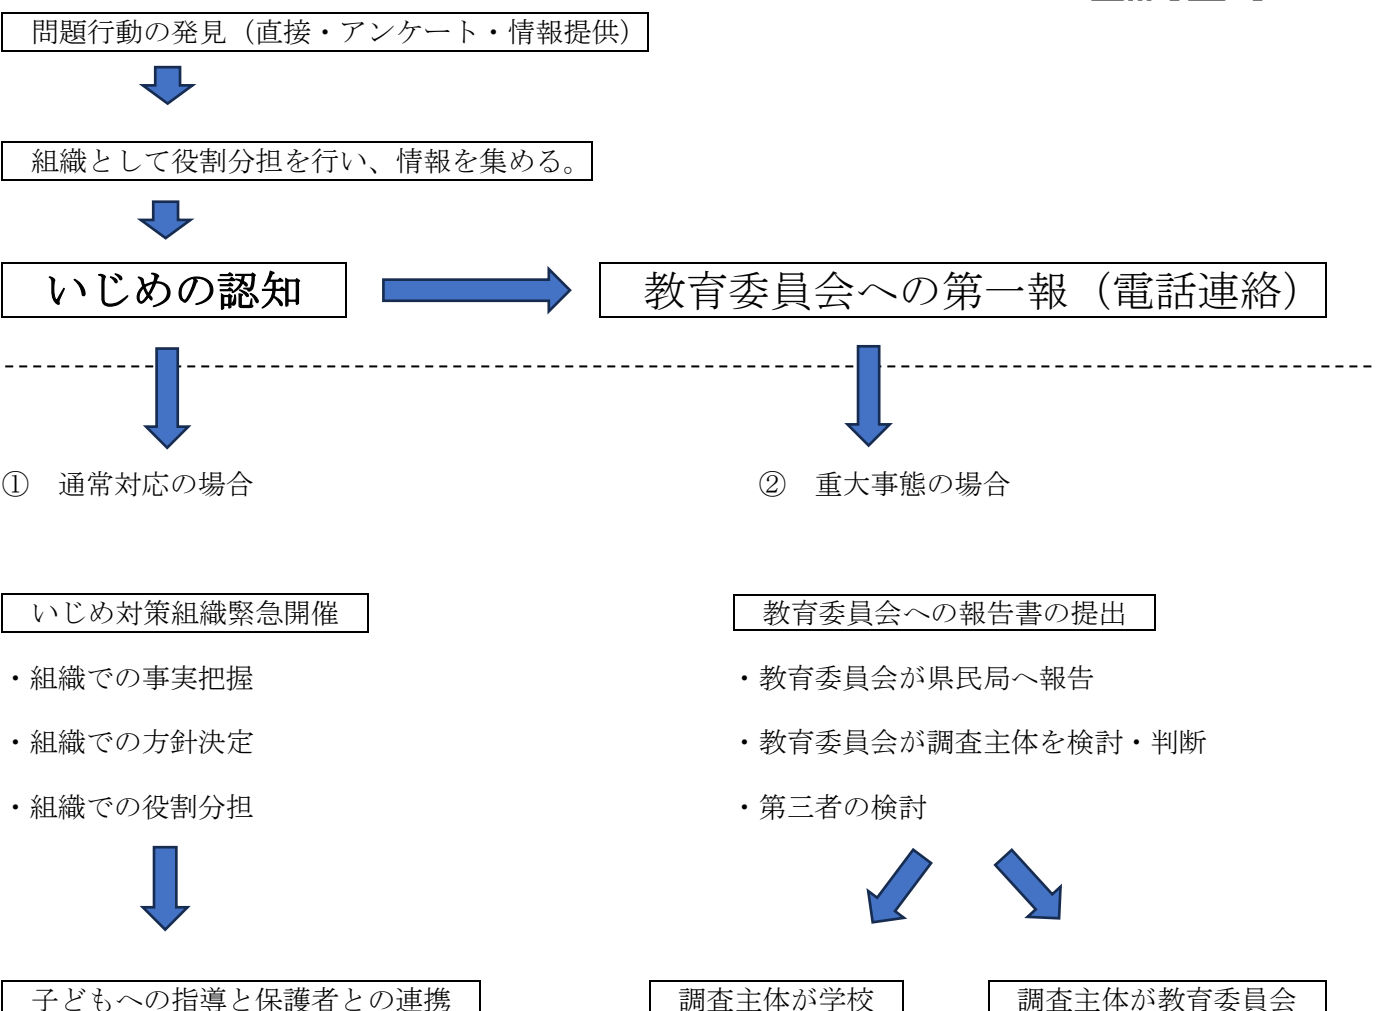 問題行動の発見（直接・アンケート・情報提供）
組織として役割分担を行い、情報を集める。
いじめの認知
教育委員会への第一報（電話連絡）
①　通常対応の場合
②　重大事態の場合
いじめ対策組織緊急開催
教育委員会への報告書の提出
・組織での事実把握
・教育委員会が県民局へ報告
・組織での方針決定
・教育委員会が調査主体を検討・判断
・組織での役割分担
・第三者の検討
子どもへの指導と保護者との連携
調査主体が学校
調査主体が教育委員会